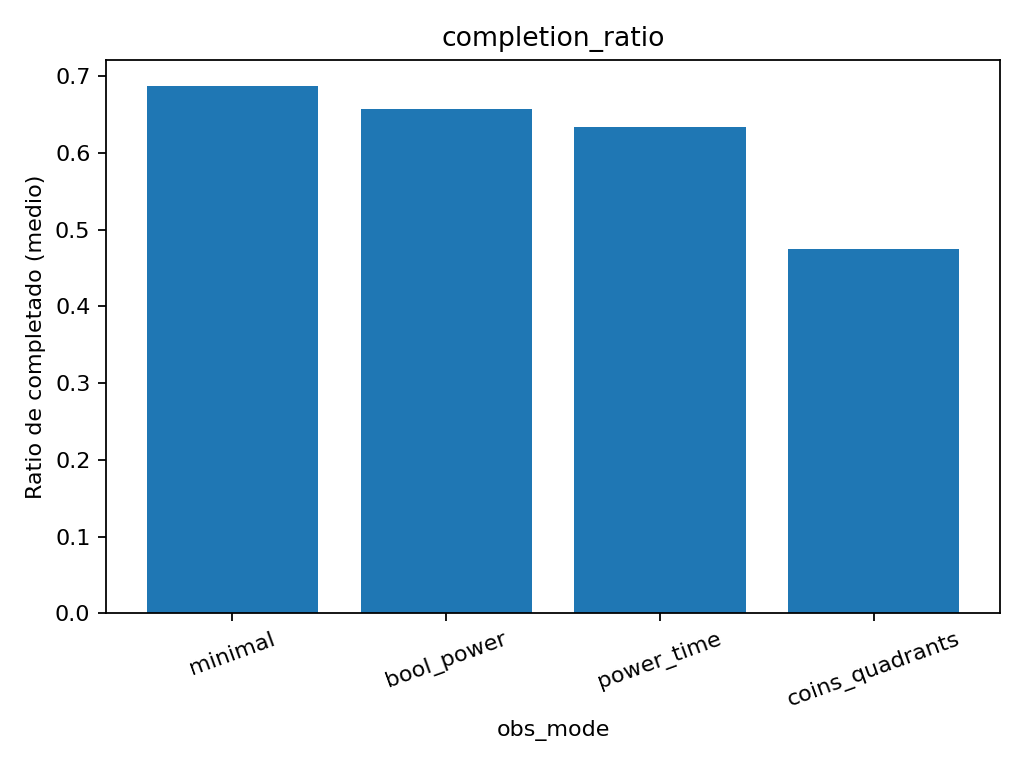 completion_ratio
Ratio de completado (medio)
0.7
0.6
0.5
0.4
0.3
0.2
0.1
0.0
minimal
bool_power
power_time
coins_quadrants
obs_mode